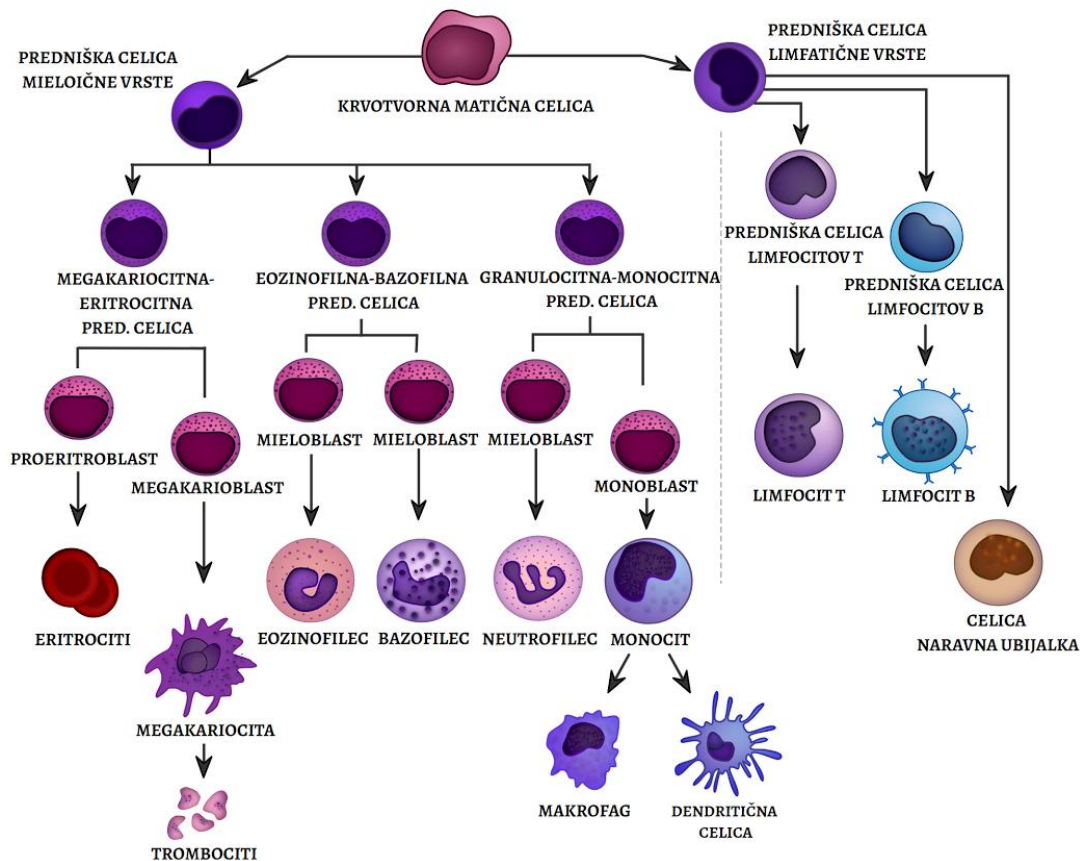 PREDNIŠKA CELICA
MIELOIČNE VRSTE
KRVOTVORNA MATIČNA CELICA
PREDNIŠKA CELICA
LIMFATIČNE VRSTE
MEGAKARIOCITNA-
ERITROCITNA
PRED. CELICA
EOZINOFILNA-BAZOFILNA
PRED. CELICA
GRANULOCITNA-MONOCITNA
PRED. CELICA
PREDNIŠKA CELICA
LIMFOCITOV T
PREDNIŠKA CELICA
LIMFOCITOV B
PROERITROBLAST
MEGAKARIOBLAST
MIELOBLAST
MIELOBLAST
MIELOBLAST
MONOBLAST
LIMFOCIT T
LIMFOCIT B
ERITROCITI
EOZINOFILEC
BAZOFILEC
NEUTROFILEC
MONOCIT
CELICA
NARAVNA UBIJALKA
MEGAKARIOCITA
MAKROFAG
DENDRITIČNA
CELICA
TROMBOCITI